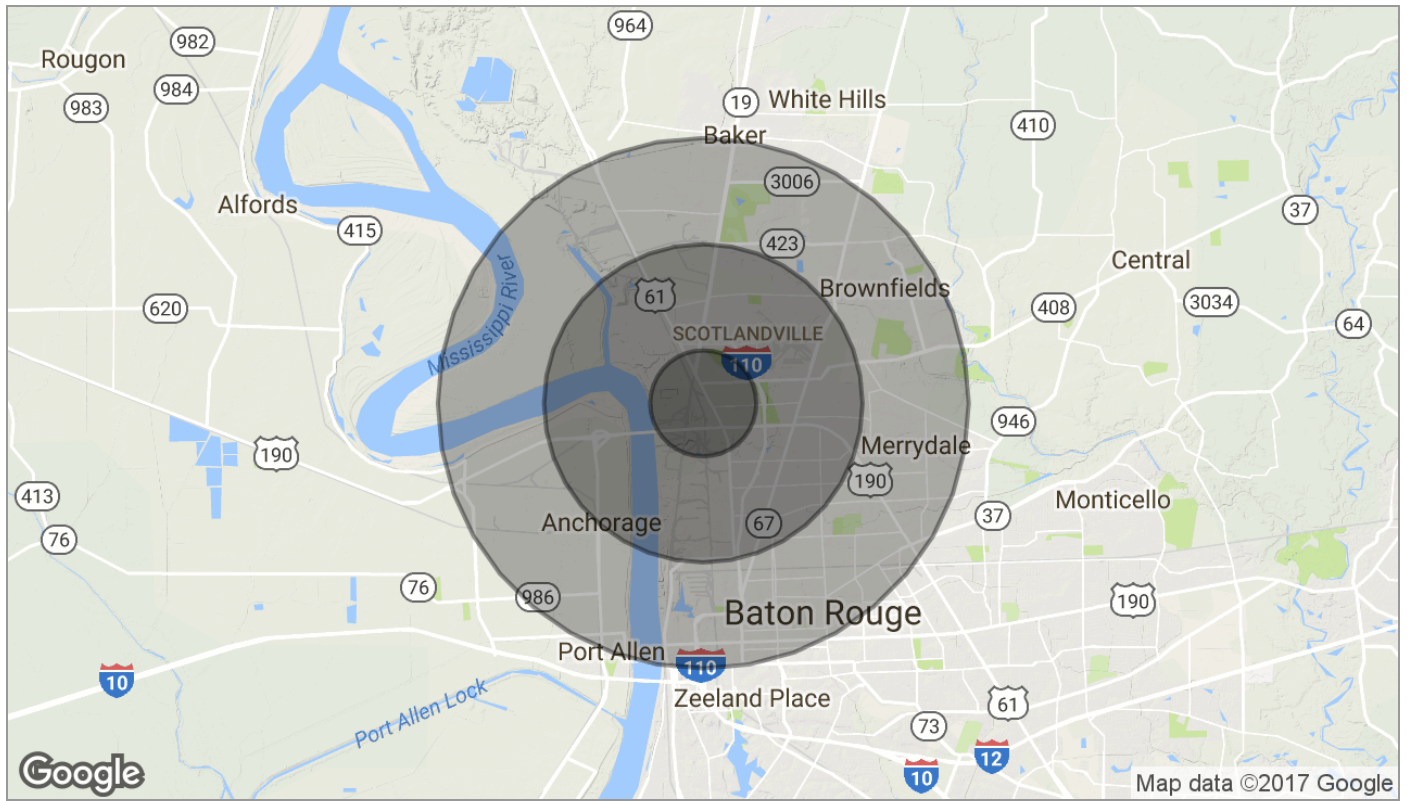 964
982
Rougon
984
19
White Hills
983
410
Baker
3006
Alfords
37
415
423
Central
Mississippi River
Brownfields
61
620
408
3034
64
SCOTLANDVILLE
110
946
Merrydale
190
190
413
Monticello
37
Anchorage
67
76
76
986
190
Baton Rouge
Port Allen
110
10
Zeeland Place
61
Port Allen Lock
73
12
10
Google
Map data ©2017 Google